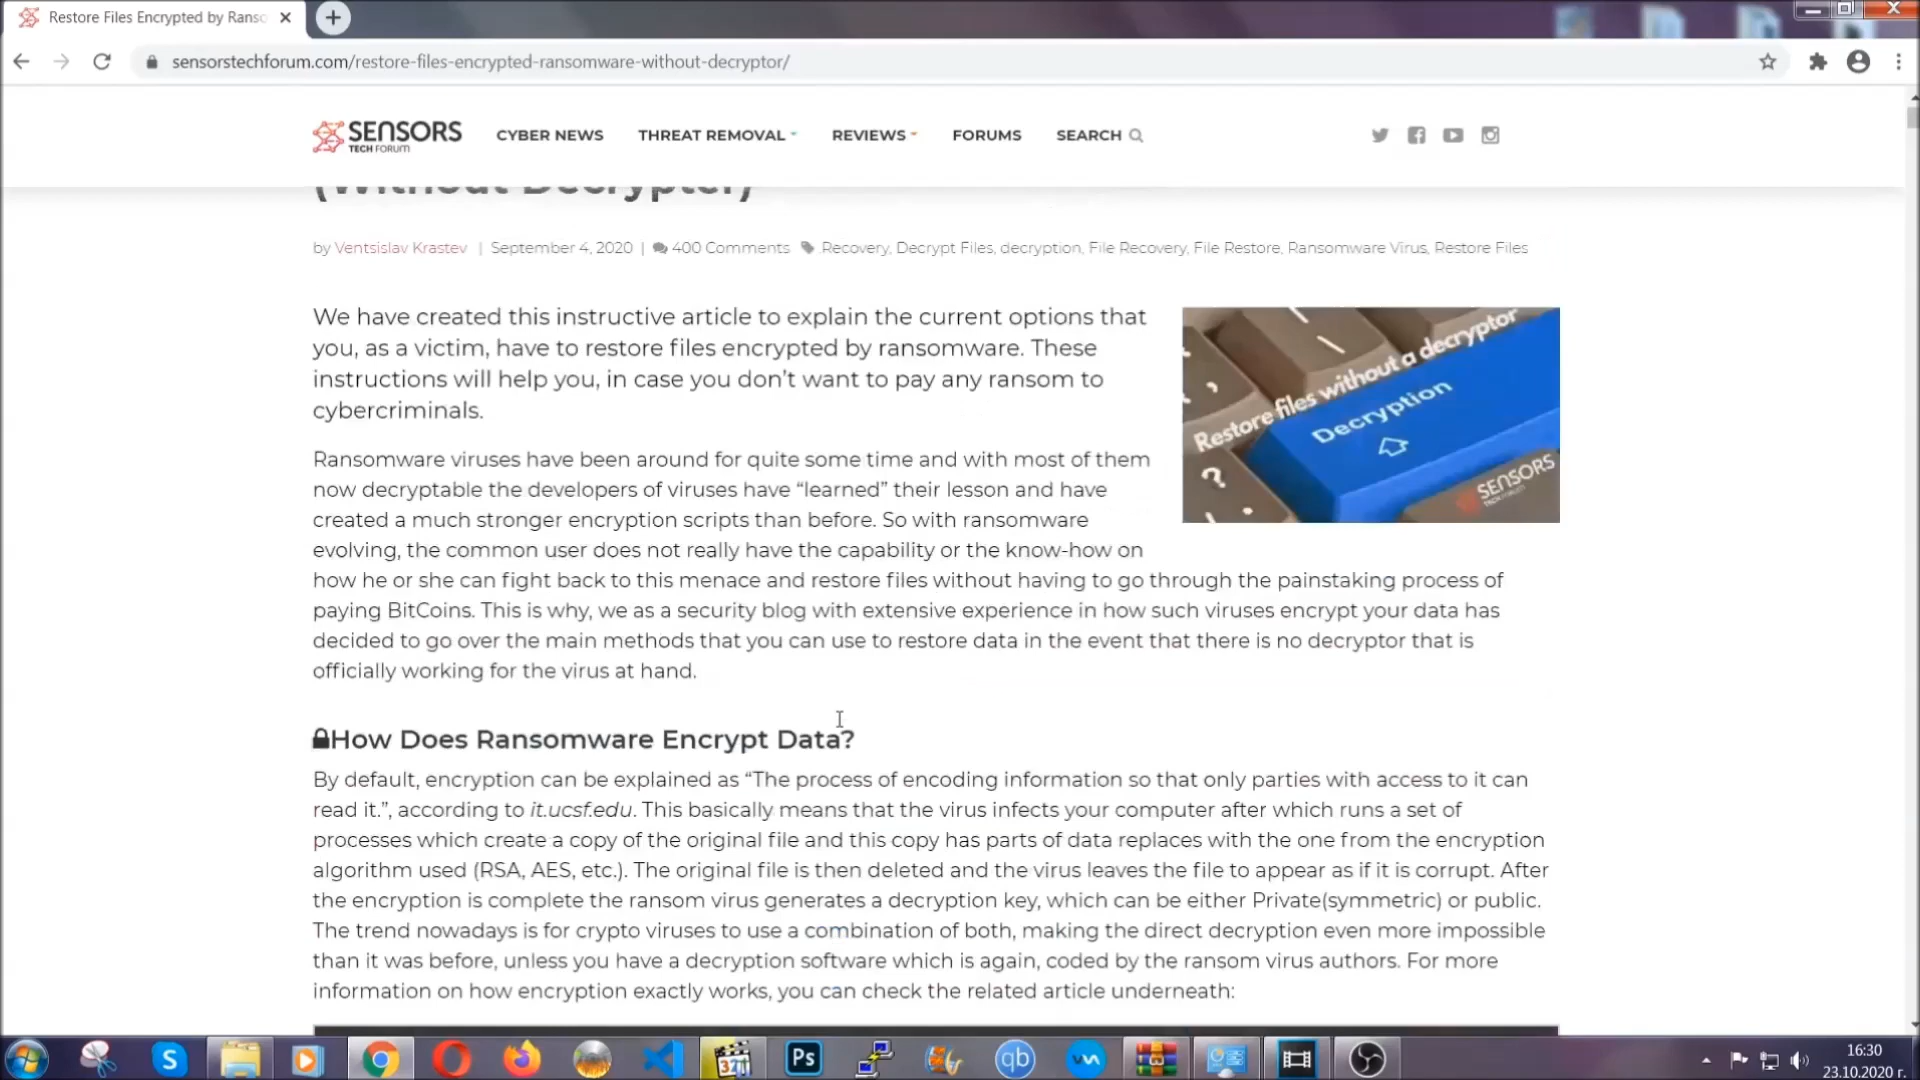 Restore Files Encrypted by Ranso
sensorstechforum.com/restore-files-encrypted-ransomware-without-decryptor/
SENSORS
TECH FORUM
CYBER NEWS THREAT REMOVAL REVIEWS FORUMS SEARCH
(Without Decrypter)
by Ventsislav Krastev | September 4, 2020 | 400 Comments Recovery, Decrypt Files, decryption, File Recovery, File Restore, Ransomware Virus, Restore Files
We have created this instructive article to explain the current options that
you, as a victim, have to restore files encrypted by ransomware. These
instructions will help you, in case you don’t want to pay any ransom to
cybercriminals.
Restore files without a decryptor
Decryption
SENSORS
TECH FORUM
Ransomware viruses have been around for quite some time and with most of them
now decryptable the developers of viruses have “learned” their lesson and have
created a much stronger encryption scripts than before. So with ransomware
evolving, the common user does not really have the capability or the know-how on
how he or she can fight back to this menace and restore files without having to go through the painstaking process of
paying BitCoins. This is why, we as a security blog with extensive experience in how such viruses encrypt your data has
decided to go over the main methods that you can use to restore data in the event that there is no decryptor that is
officially working for the virus at hand.
How Does Ransomware Encrypt Data?
By default, encryption can be explained as “The process of encoding information so that only parties with access to it can
read it.”, according to it.ucsf.edu. This basically means that the virus infects your computer after which runs a set of
processes which create a copy of the original file and this copy has parts of data replaces with the one from the encryption
algorithm used (RSA, AES, etc.). The original file is then deleted and the virus leaves the file to appear as if it is corrupt. After
the encryption is complete the ransom virus generates a decryption key, which can be either Private(symmetric) or public.
The trend nowadays is for crypto viruses to use a combination of both, making the direct decryption even more impossible
than it was before, unless you have a decryption software which is again, coded by the ransom virus authors. For more
information on how encryption exactly works, you can check the related article underneath:
S
321
Ps
qb
16:30
23.10.2020 г.